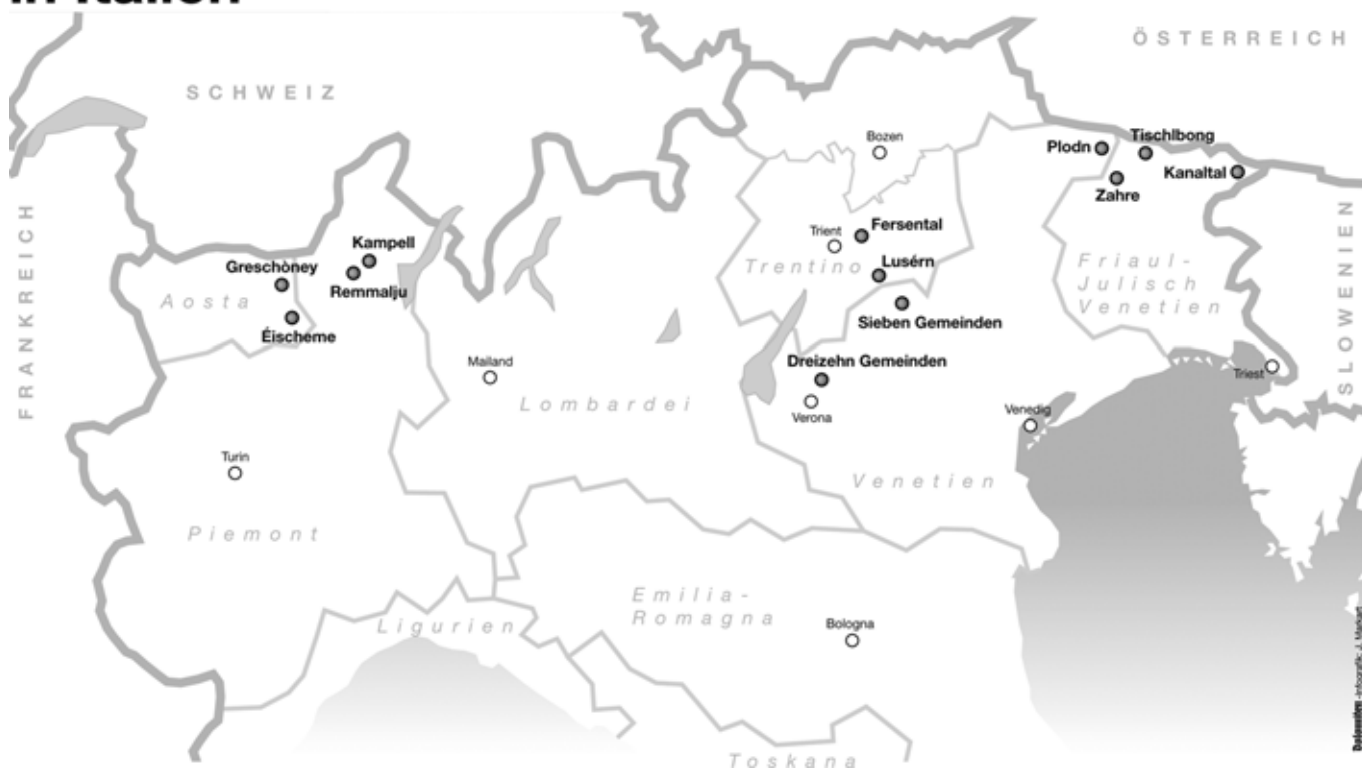 in Italien
ÖSTERREICH
SCHWEIZ
Bozen
Plodn
Tischlbong
Kanaltal
Zahre
FRANKREICH
SLOWENIEN
Kampell
Greschòney
Remmalju
Aosta
Éischeme
Fersental
Trient
Trentino
Lusérn
Sieben Gemeinden
Friaul-
Julisch
Venetien
Dreizehn Gemeinden
Mailand
Lombardei
Verona
Venedig
Triest
Turin
Venetien
Piemont
Emilia-
Romagna
Ligurien
Bologna
Toskana